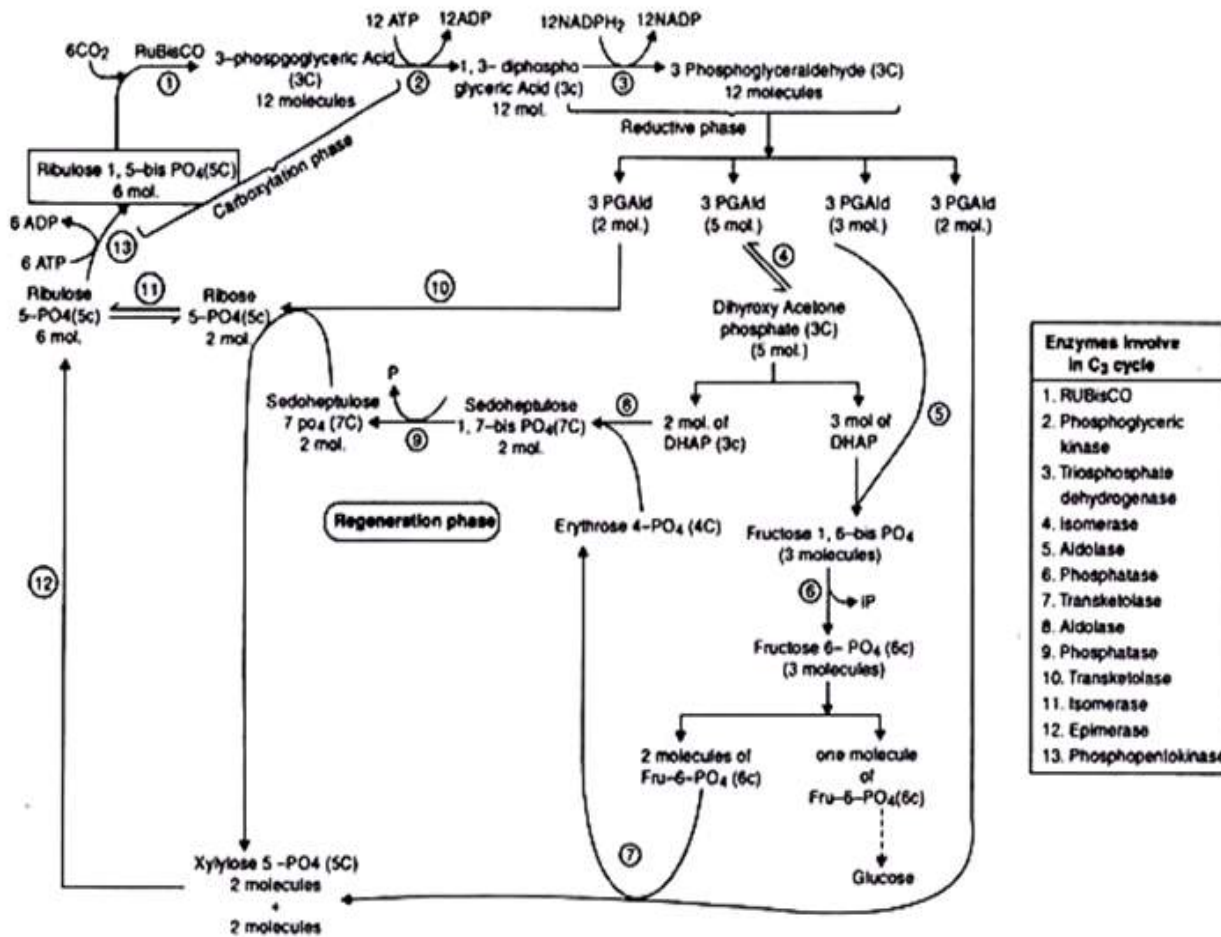 12 ATP
12ADP
12NADPH₂
12NADP
6CO₂
RuBisCO
1
3-phospgoglyceric Acid
(3C)
12 molecules
2
1, 3- diphospho
glyceric Acid (3c)
12 mol.
3
3 Phosphoglyceraldehyde (3C)
12 molecules
Reductive phase
Carboxylation phase
Ribulose 1, 5-bis PO₄(5C)
6 mol.
3 PGAld
(2 mol.)
3 PGAld
(5 mol.)
3 PGAld
(3 mol.)
3 PGAld
(2 mol.)
6 ADP
6 ATP
13
4
Ribulose
5-PO4(5c)
6 mol.
11
Ribose
5-PO4(5c)
2 mol.
10
Dihyroxy Acetone
phosphate (3C)
(5 mol.)
P
Sedoheptulose
7 po₄ (7C)
2 mol.
9
Sedoheptulose
1, 7-bis PO₄(7C)
2 mol.
8
2 mol. of
DHAP (3c)
3 mol of
DHAP
5
Regeneration phase
Erythrose 4-PO₄ (4C)
Fructose 1, 6-bis PO₄
(3 molecules)
6
iP
12
Fructose 6- PO₄ (6c)
(3 molecules)
2 molecules of
Fru-6-PO₄ (6c)
one molecule
of
Fru-6-PO₄(6c)
7
Glucose
Xylylose 5 -PO4 (5C)
2 molecules
+
2 molecules
Enzymes Involve
in C₃ cycle
1. RUBisCO
2. Phosphoglyceric
kinase
3. Triosphosphate
dehydrogenase
4. Isomerase
5. Aldolase
6. Phosphatase
7. Transketolase
8. Aldolase
9. Phosphatase
10. Transketolase
11. Isomerase
12. Epimerase
13. Phosphopentokinase